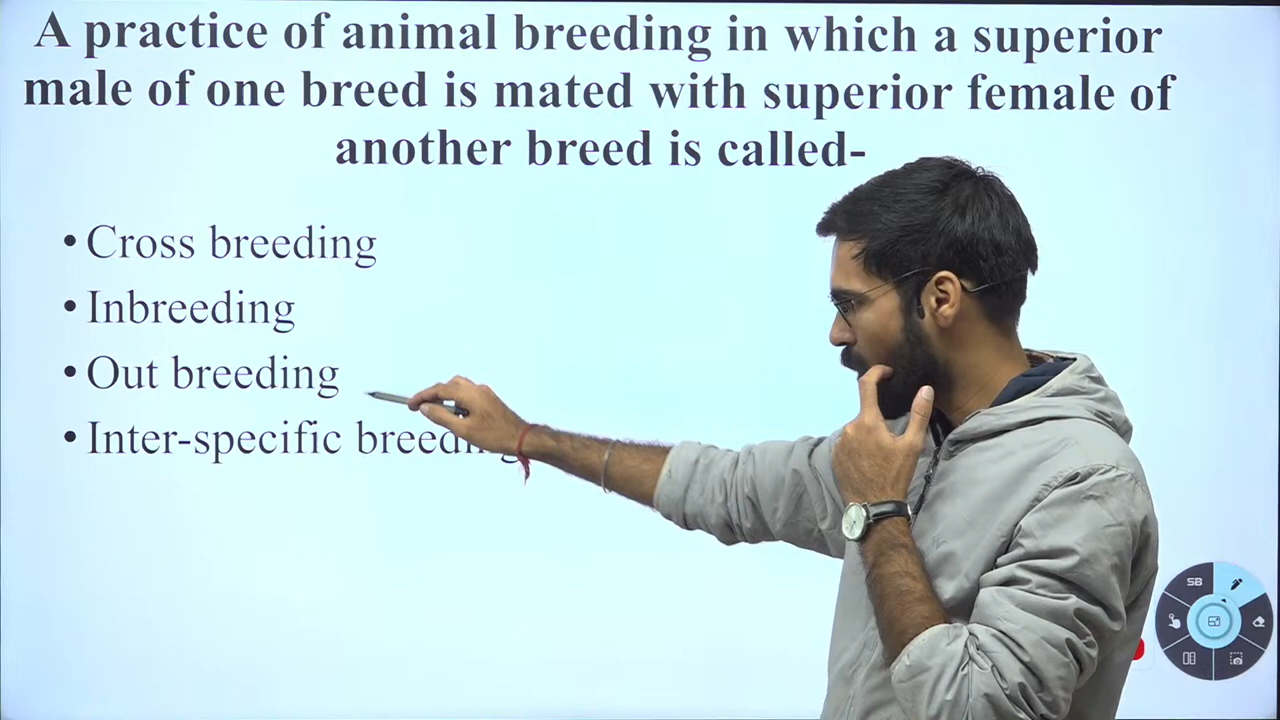 A practice of animal breeding in which a superior
male of one breed is mated with superior female of
another breed is called-
• Cross breeding
• Inbreeding
• Out breeding
• Inter-specific breeding
SB